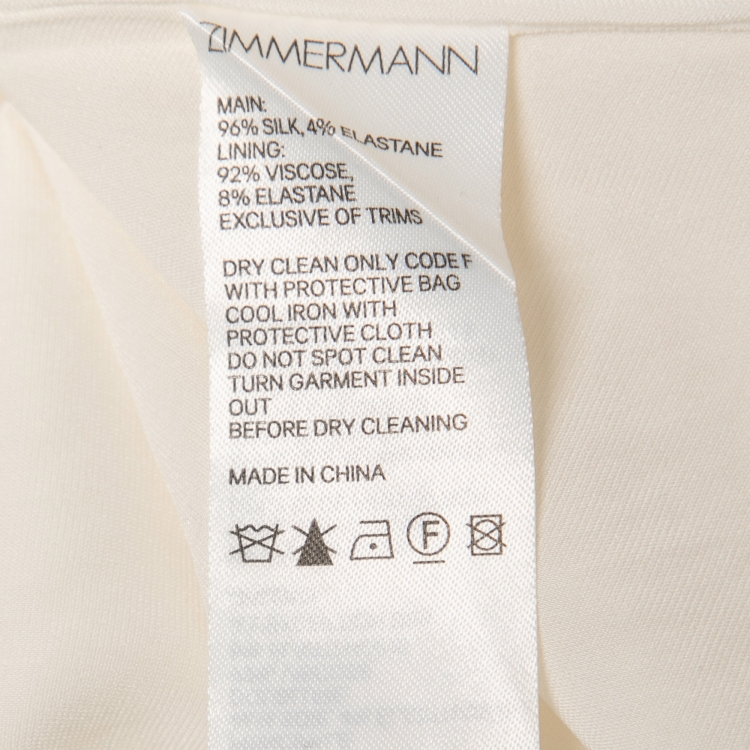 ZIMMERMANN
MAIN:
96% SILK, 4% ELASTANE
LINING:
92% VISCOSE,
8% ELASTANE
EXCLUSIVE OF TRIMS
DRY CLEAN ONLY CODE F
WITH PROTECTIVE BAG
COOL IRON WITH
PROTECTIVE CLOTH
DO NOT SPOT CLEAN
TURN GARMENT INSIDE
OUT
BEFORE DRY CLEANING
MADE IN CHINA
F